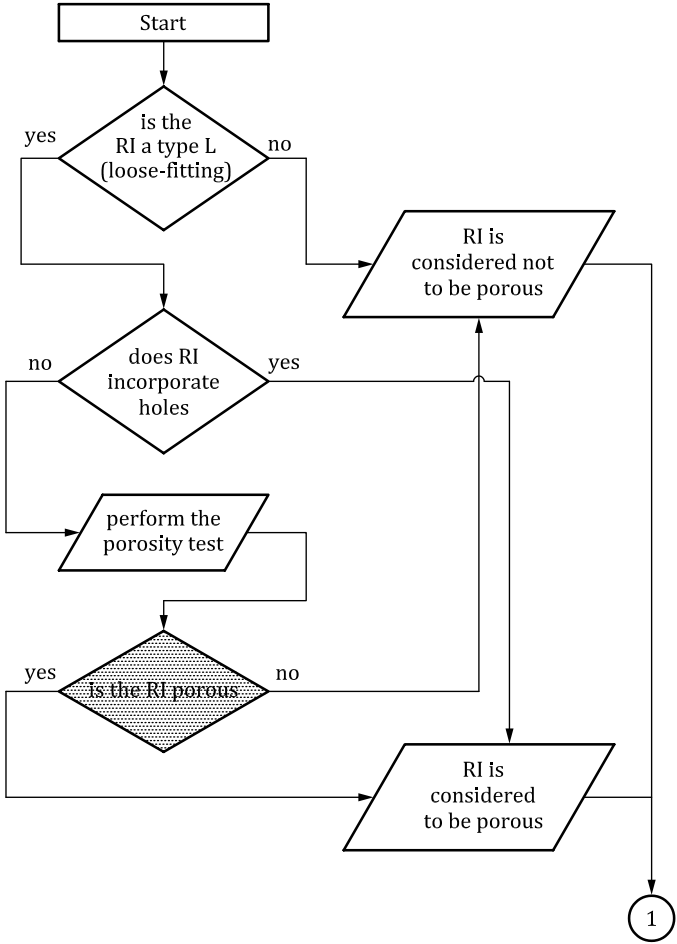 Start
is the
RI a type L
(loose-fitting)
yes
no
RI is
considered not
to be porous
does RI
incorporate
holes
no
yes
perform the
porosity test
is the RI porous
yes
no
RI is
considered
to be porous
1